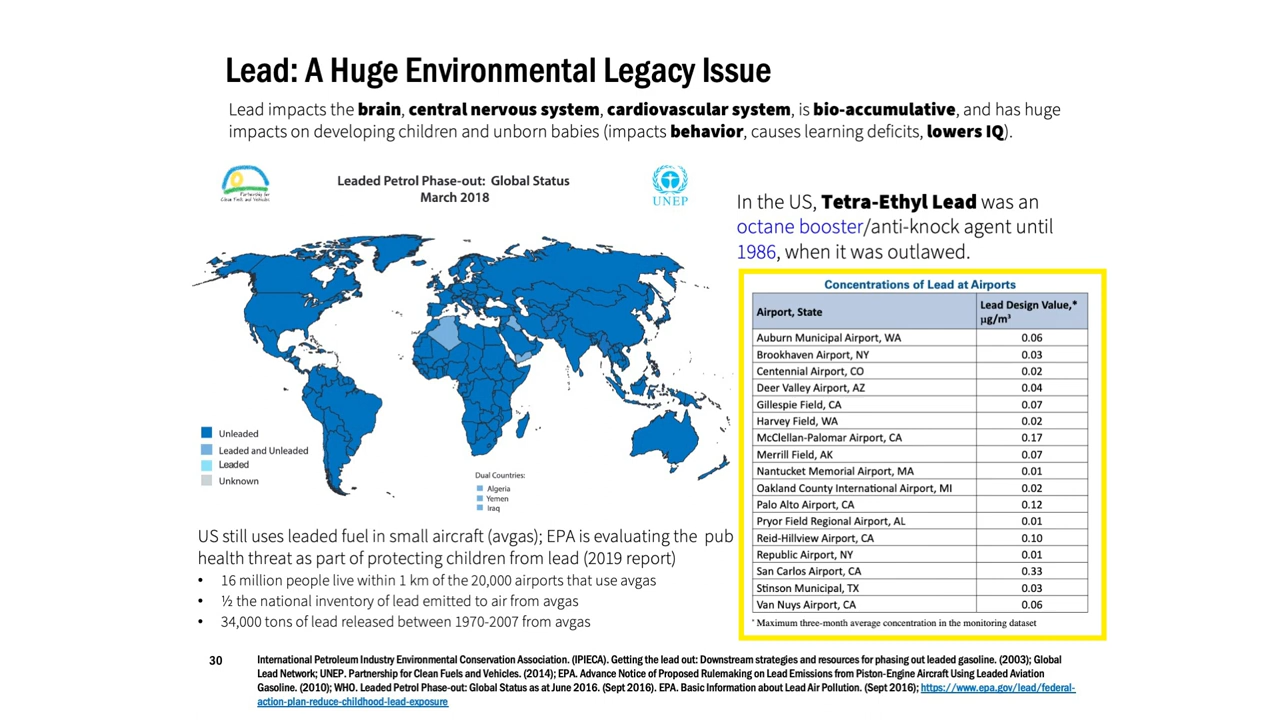 Lead: A Huge Environmental Legacy Issue
Lead impacts the brain, central nervous system, cardiovascular system, is bio-accumulative, and has huge
impacts on developing children and unborn babies (impacts behavior, causes learning deficits, lowers IQ).
Partnership for
Clean Fuels and Vehicles
Leaded Petrol Phase-out: Global Status
March 2018
UNEP
Unleaded
Leaded and Unleaded
Leaded
Unknown
Dual Countries:
Algeria
Yemen
Iraq
US still uses leaded fuel in small aircraft (avgas); EPA is evaluating the pub
health threat as part of protecting children from lead (2019 report)
• 16 million people live within 1 km of the 20,000 airports that use avgas
• ½ the national inventory of lead emitted to air from avgas
• 34,000 tons of lead released between 1970-2007 from avgas
In the US, Tetra-Ethyl Lead was an
octane booster/anti-knock agent until
1986, when it was outlawed.
Concentrations of Lead at Airports
Airport, State Lead Design Value,*
µg/m³
Auburn Municipal Airport, WA 0.06
Brookhaven Airport, NY 0.03
Centennial Airport, CO 0.02
Deer Valley Airport, AZ 0.04
Gillespie Field, CA 0.07
Harvey Field, WA 0.02
McClellan-Palomar Airport, CA 0.17
Merrill Field, AK 0.07
Nantucket Memorial Airport, MA 0.01
Oakland County International Airport, MI 0.02
Palo Alto Airport, CA 0.12
Pryor Field Regional Airport, AL 0.01
Reid-Hillview Airport, CA 0.10
Republic Airport, NY 0.01
San Carlos Airport, CA 0.33
Stinson Municipal, TX 0.03
Van Nuys Airport, CA 0.06
* Maximum three-month average concentration in the monitoring dataset
30
International Petroleum Industry Environmental Conservation Association. (IPIECA). Getting the lead out: Downstream strategies and resources for phasing out leaded gasoline. (2003); Global
Lead Network; UNEP. Partnership for Clean Fuels and Vehicles. (2014); EPA. Advance Notice of Proposed Rulemaking on Lead Emissions from Piston-Engine Aircraft Using Leaded Aviation
Gasoline. (2010); WHO. Leaded Petrol Phase-out: Global Status as at June 2016. (Sept 2016). EPA. Basic Information about Lead Air Pollution. (Sept 2016); https://www.epa.gov/lead/federal-
action-plan-reduce-childhood-lead-exposure